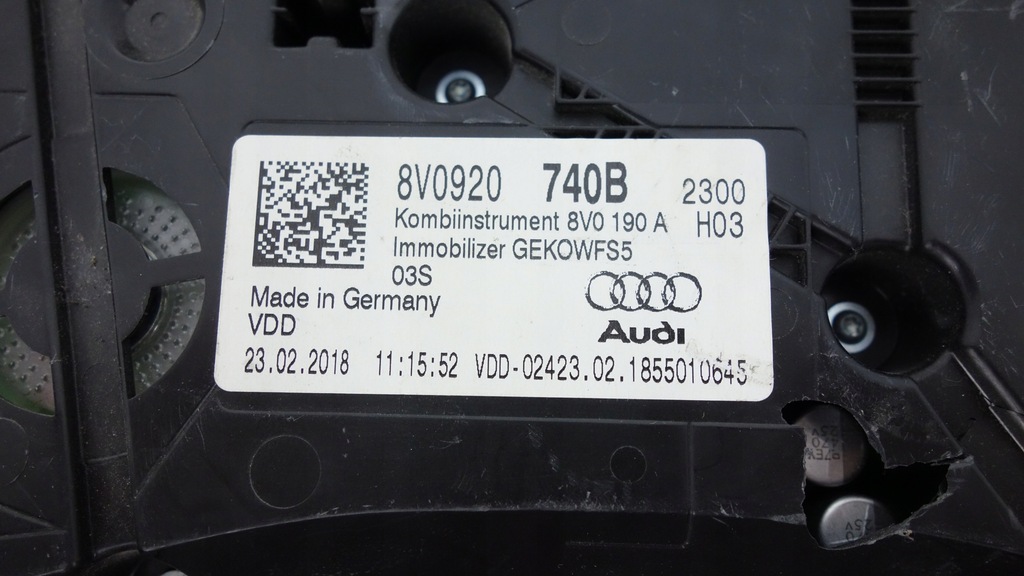 8V0920 740B 2300
Kombiinstrument 8V0 190 A H03
Immobilizer GEKOWFS5
03S
Made in Germany
Audi
VDD
23.02.2018 11:15:52 VDD-02423.02.1855010645
25V